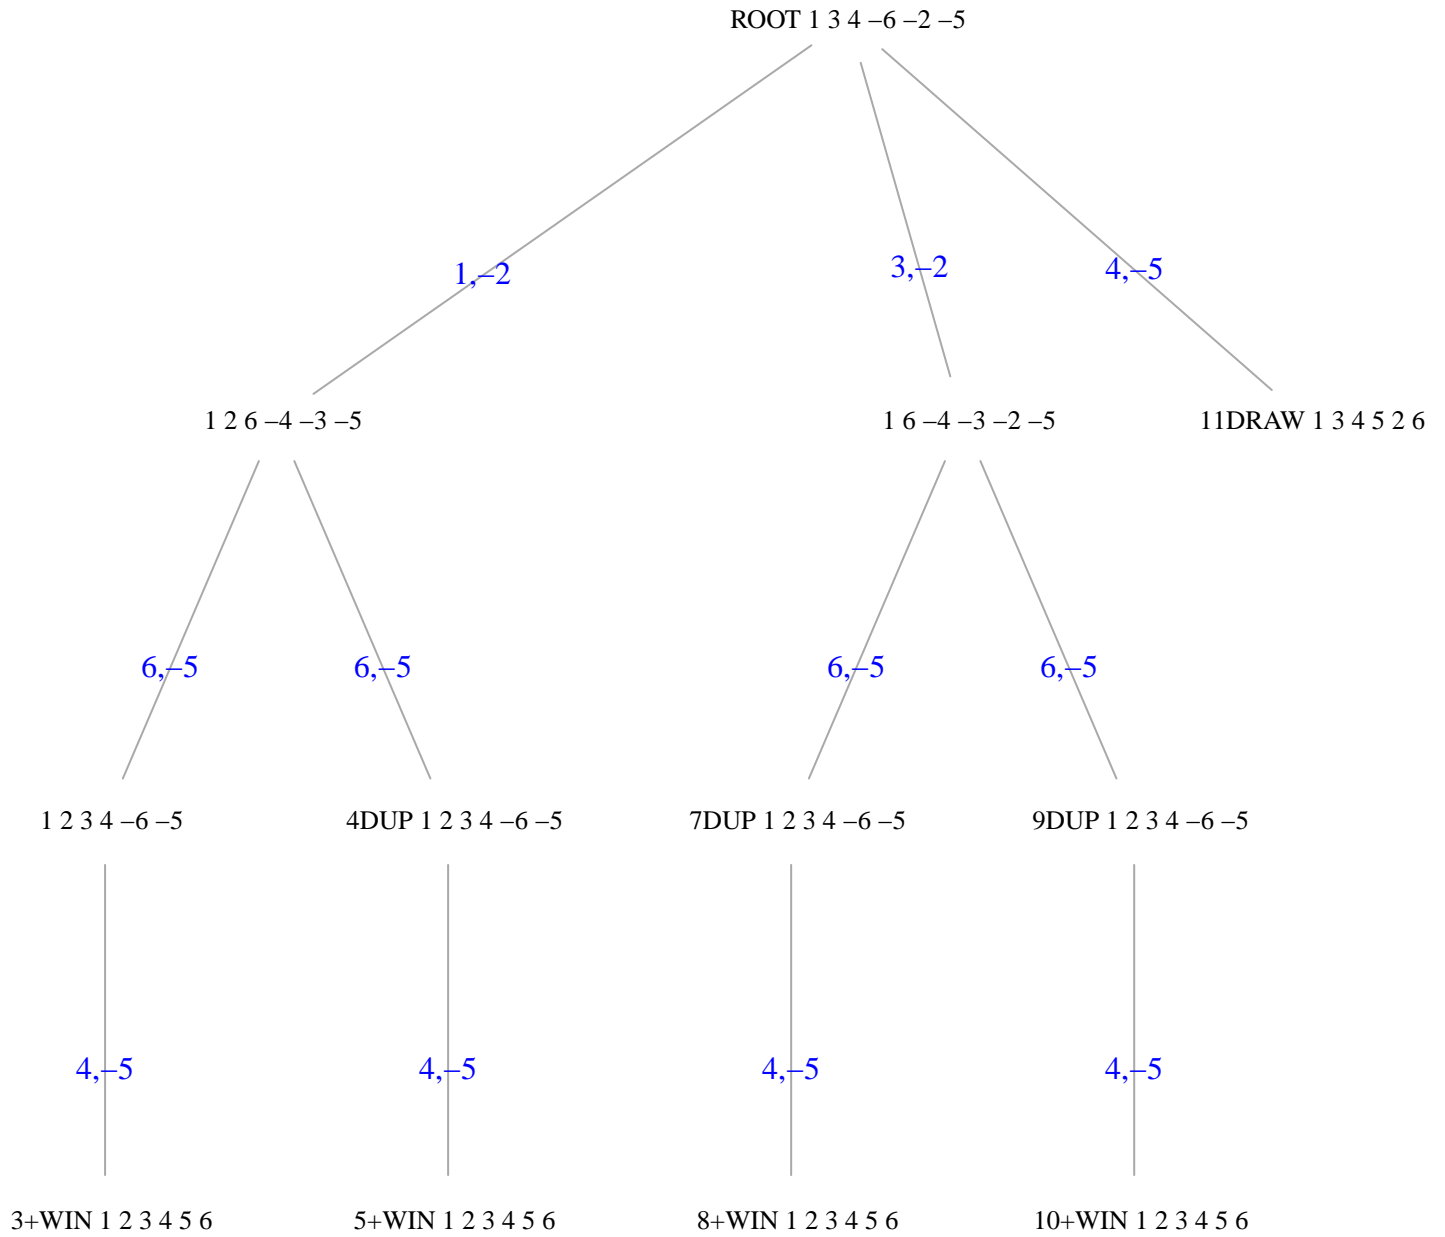 ROOT 1 3 4 –6 –2 –5
1,–2
3,–2
4,–5
1 2 6 –4 –3 –5
1 6 –4 –3 –2 –5
11DRAW 1 3 4 5 2 6
6,–5
6,–5
6,–5
6,–5
1 2 3 4 –6 –5
4DUP 1 2 3 4 –6 –5
7DUP 1 2 3 4 –6 –5
9DUP 1 2 3 4 –6 –5
4,–5
4,–5
4,–5
4,–5
3+WIN 1 2 3 4 5 6
5+WIN 1 2 3 4 5 6
8+WIN 1 2 3 4 5 6
10+WIN 1 2 3 4 5 6